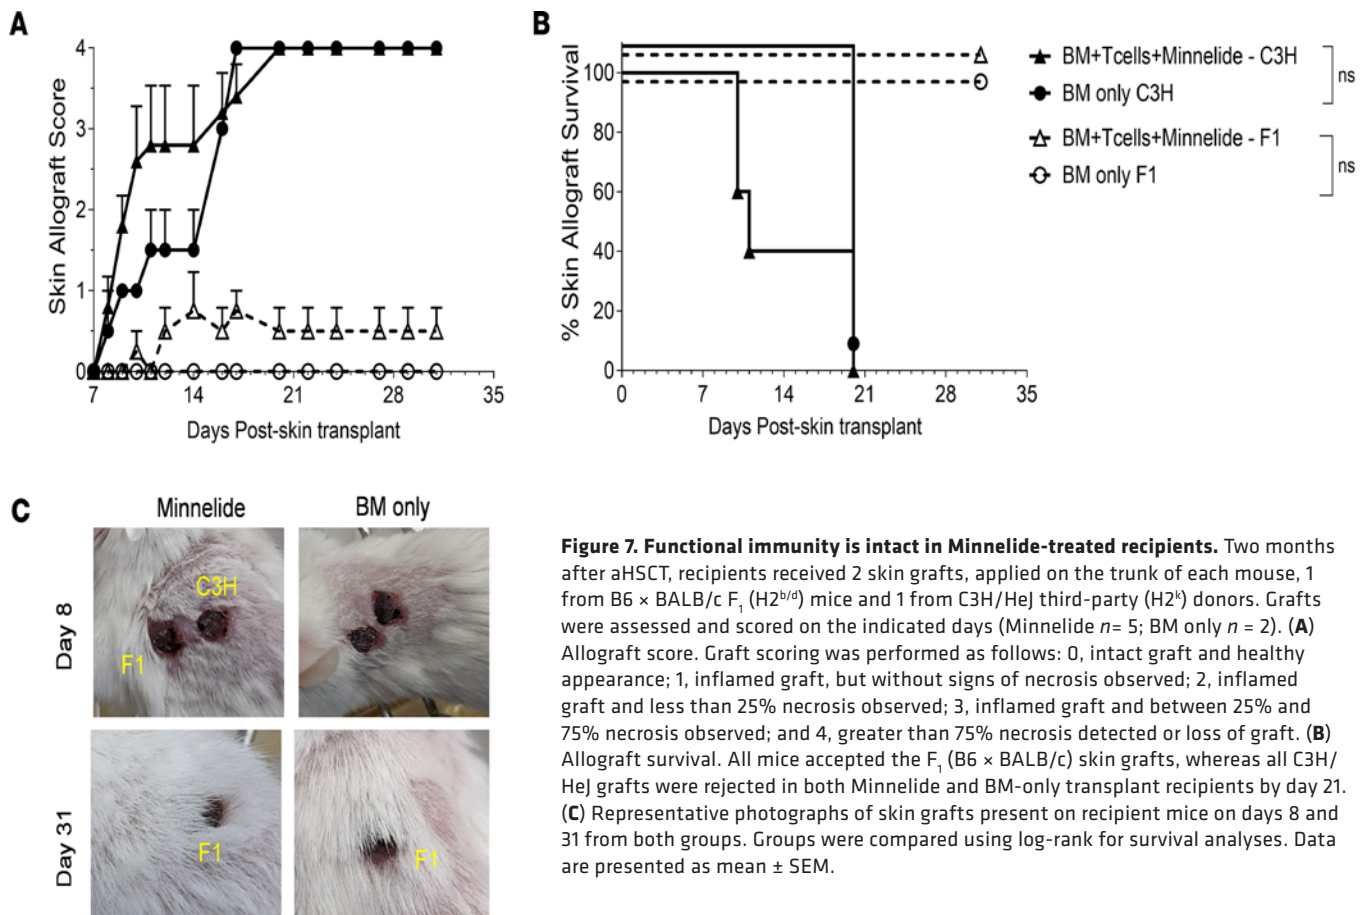 A
Skin Allograft Score
4
3
2
1
0
7
14
21
28
35
Days Post-skin transplant
B
% Skin Allograft Survival
100
80
60
40
20
0
0
7
14
21
28
35
Days Post-skin transplant
BM+Tcells+Minnelide - C3H
BM only C3H
ns
BM+Tcells+Minnelide - F1
BM only F1
ns
C
Minnelide
BM only
Day 8
C3H
F1
Day 31
F1
F1
Figure 7. Functional immunity is intact in Minnelide-treated recipients. Two months
after aHSCT, recipients received 2 skin grafts, applied on the trunk of each mouse, 1
from B6 × BALB/c F₁ (H2ᵇ/ᵈ) mice and 1 from C3H/HeJ third-party (H2ᵏ) donors. Grafts
were assessed and scored on the indicated days (Minnelide n= 5; BM only n = 2). (A)
Allograft score. Graft scoring was performed as follows: 0, intact graft and healthy
appearance; 1, inflamed graft, but without signs of necrosis observed; 2, inflamed
graft and less than 25% necrosis observed; 3, inflamed graft and between 25% and
75% necrosis observed; and 4, greater than 75% necrosis detected or loss of graft. (B)
Allograft survival. All mice accepted the F₁ (B6 × BALB/c) skin grafts, whereas all C3H/
HeJ grafts were rejected in both Minnelide and BM-only transplant recipients by day 21.
(C) Representative photographs of skin grafts present on recipient mice on days 8 and
31 from both groups. Groups were compared using log-rank for survival analyses. Data
are presented as mean ± SEM.